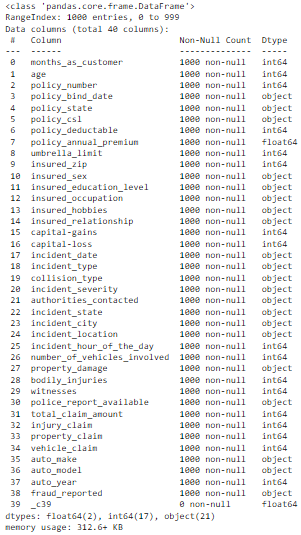 <class 'pandas.core.frame.DataFrame'>
RangeIndex: 1000 entries, 0 to 999
Data columns (total 40 columns):
 #   Column                       Non-Null Count  Dtype
---  ------                       --------------  -----
 0   months_as_customer           1000 non-null   int64
 1   age                          1000 non-null   int64
 2   policy_number                1000 non-null   int64
 3   policy_bind_date             1000 non-null   object
 4   policy_state                 1000 non-null   object
 5   policy_csl                   1000 non-null   object
 6   policy_deductable            1000 non-null   int64
 7   policy_annual_premium        1000 non-null   float64
 8   umbrella_limit               1000 non-null   int64
 9   insured_zip                  1000 non-null   int64
 10  insured_sex                  1000 non-null   object
 11  insured_education_level      1000 non-null   object
 12  insured_occupation           1000 non-null   object
 13  insured_hobbies              1000 non-null   object
 14  insured_relationship         1000 non-null   object
 15  capital-gains                1000 non-null   int64
 16  capital-loss                 1000 non-null   int64
 17  incident_date                1000 non-null   object
 18  incident_type                1000 non-null   object
 19  collision_type               1000 non-null   object
 20  incident_severity            1000 non-null   object
 21  authorities_contacted        1000 non-null   object
 22  incident_state               1000 non-null   object
 23  incident_city                1000 non-null   object
 24  incident_location            1000 non-null   object
 25  incident_hour_of_the_day     1000 non-null   int64
 26  number_of_vehicles_involved  1000 non-null   int64
 27  property_damage              1000 non-null   object
 28  bodily_injuries              1000 non-null   int64
 29  witnesses                    1000 non-null   int64
 30  police_report_available      1000 non-null   object
 31  total_claim_amount           1000 non-null   int64
 32  injury_claim                 1000 non-null   int64
 33  property_claim               1000 non-null   int64
 34  vehicle_claim                1000 non-null   int64
 35  auto_make                    1000 non-null   object
 36  auto_model                   1000 non-null   object
 37  auto_year                    1000 non-null   int64
 38  fraud_reported               1000 non-null   object
 39  _c39                         0 non-null      float64
dtypes: float64(2), int64(17), object(21)
memory usage: 312.6+ KB